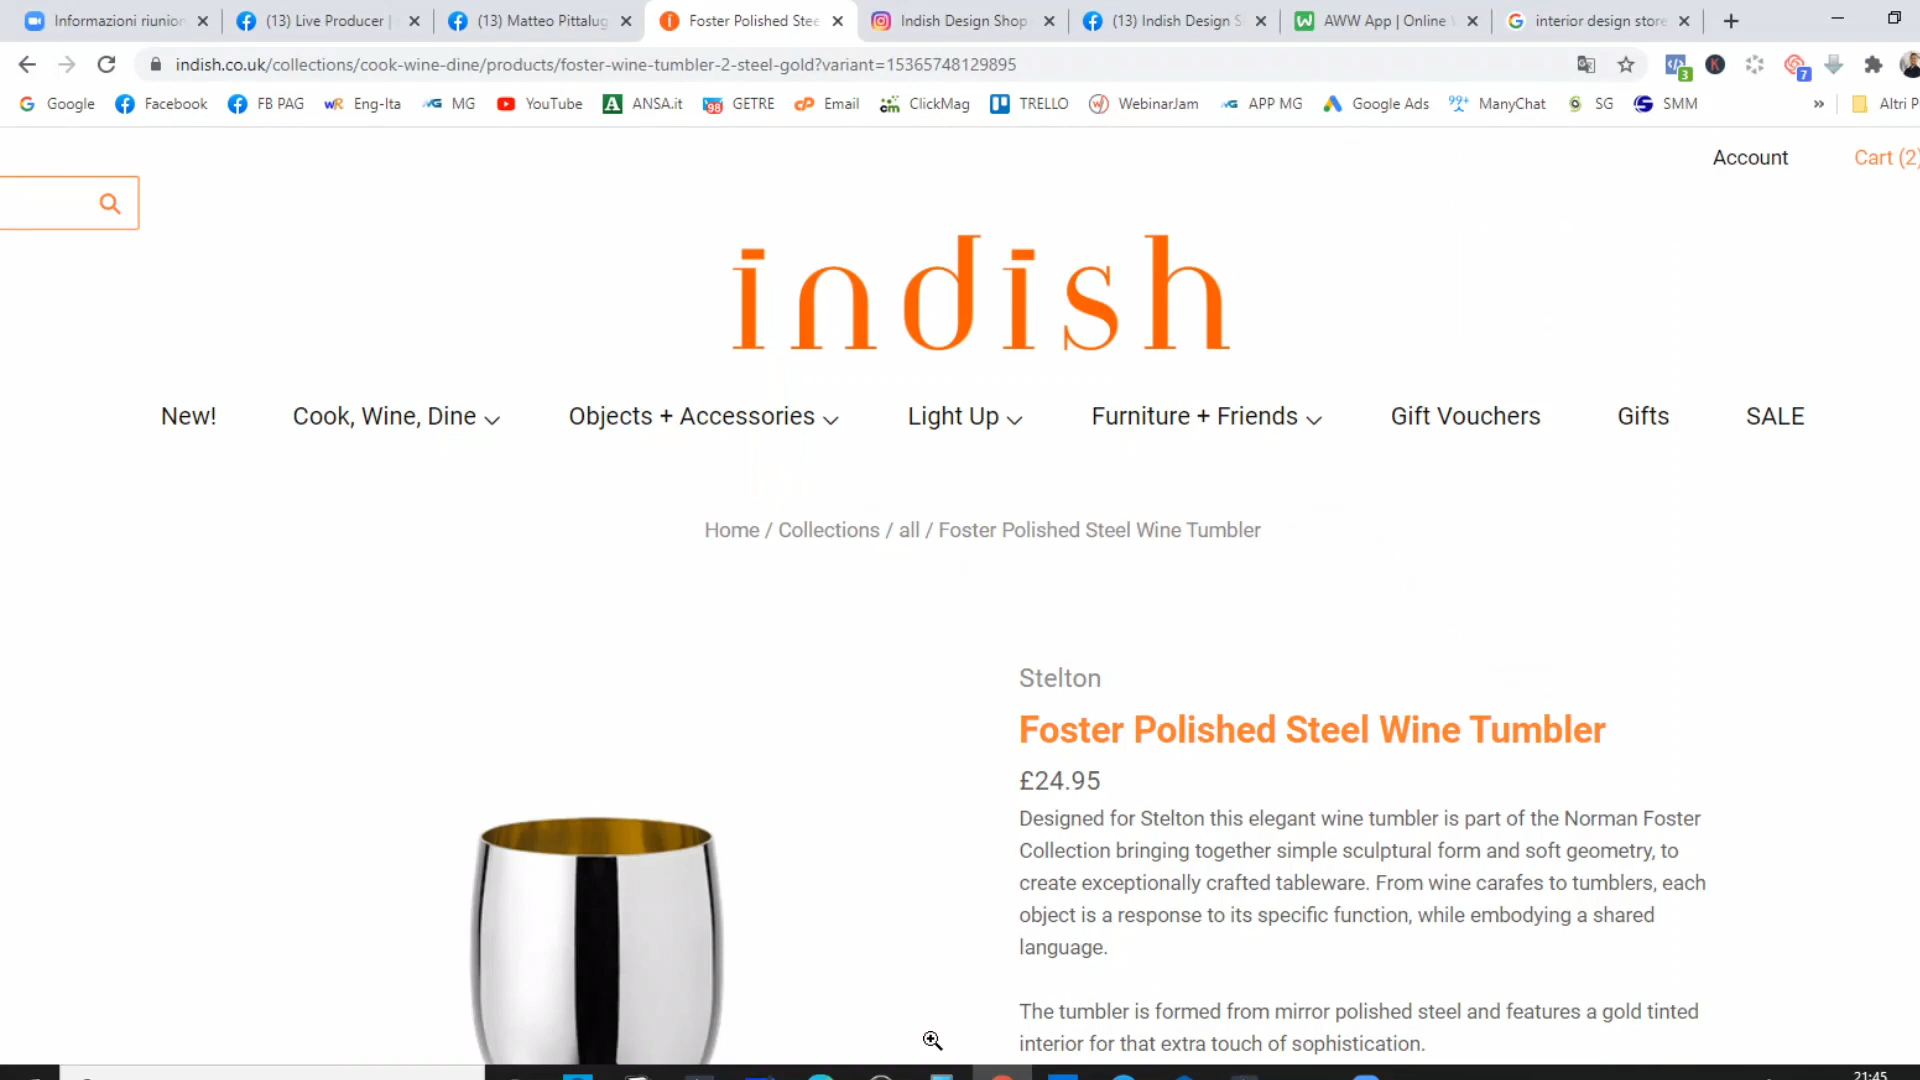 Informazioni riunion
(13) Live Producer |
(13) Matteo Pittalug
Foster Polished Stee
Indish Design Shop
(13) Indish Design S
AWW App | Online
interior design store
indish.co.uk/collections/cook-wine-dine/products/foster-wine-tumbler-2-steel-gold?variant=15365748129895
3
K
7
Google
Facebook
FB PAG
wR Eng-Ita
MG
YouTube
A ANSA.it
98 GETRE
cP Email
cm ClickMag
TRELLO
WebinarJam
APP MG
Google Ads
99+ ManyChat
SG
SMM
»
Altri P
Account
Cart (2)
indish
New!
Cook, Wine, Dine
Objects + Accessories
Light Up
Furniture + Friends
Gift Vouchers
Gifts
SALE
Home / Collections / all / Foster Polished Steel Wine Tumbler
Stelton
Foster Polished Steel Wine Tumbler
£24.95
Designed for Stelton this elegant wine tumbler is part of the Norman Foster
Collection bringing together simple sculptural form and soft geometry, to
create exceptionally crafted tableware. From wine carafes to tumblers, each
object is a response to its specific function, while embodying a shared
language.
The tumbler is formed from mirror polished steel and features a gold tinted
interior for that extra touch of sophistication.
21:45